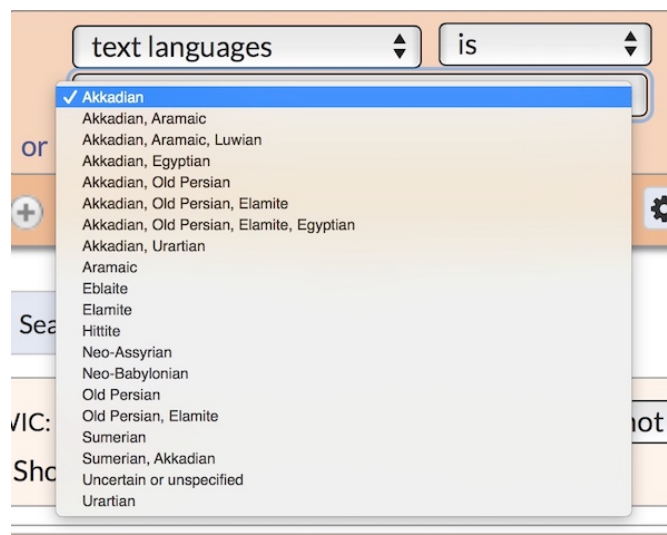 text languages is
✓ Akkadian
Akkadian, Aramaic
Akkadian, Aramaic, Luwian
or
Akkadian, Egyptian
Akkadian, Old Persian
Akkadian, Old Persian, Elamite
Akkadian, Old Persian, Elamite, Egyptian
Akkadian, Urartian
Aramaic
Eblaite
Elamite
Hittite
Neo-Assyrian
Neo-Babylonian
Old Persian
Old Persian, Elamite
Sumerian
Sumerian, Akkadian
Uncertain or unspecified
Urartian